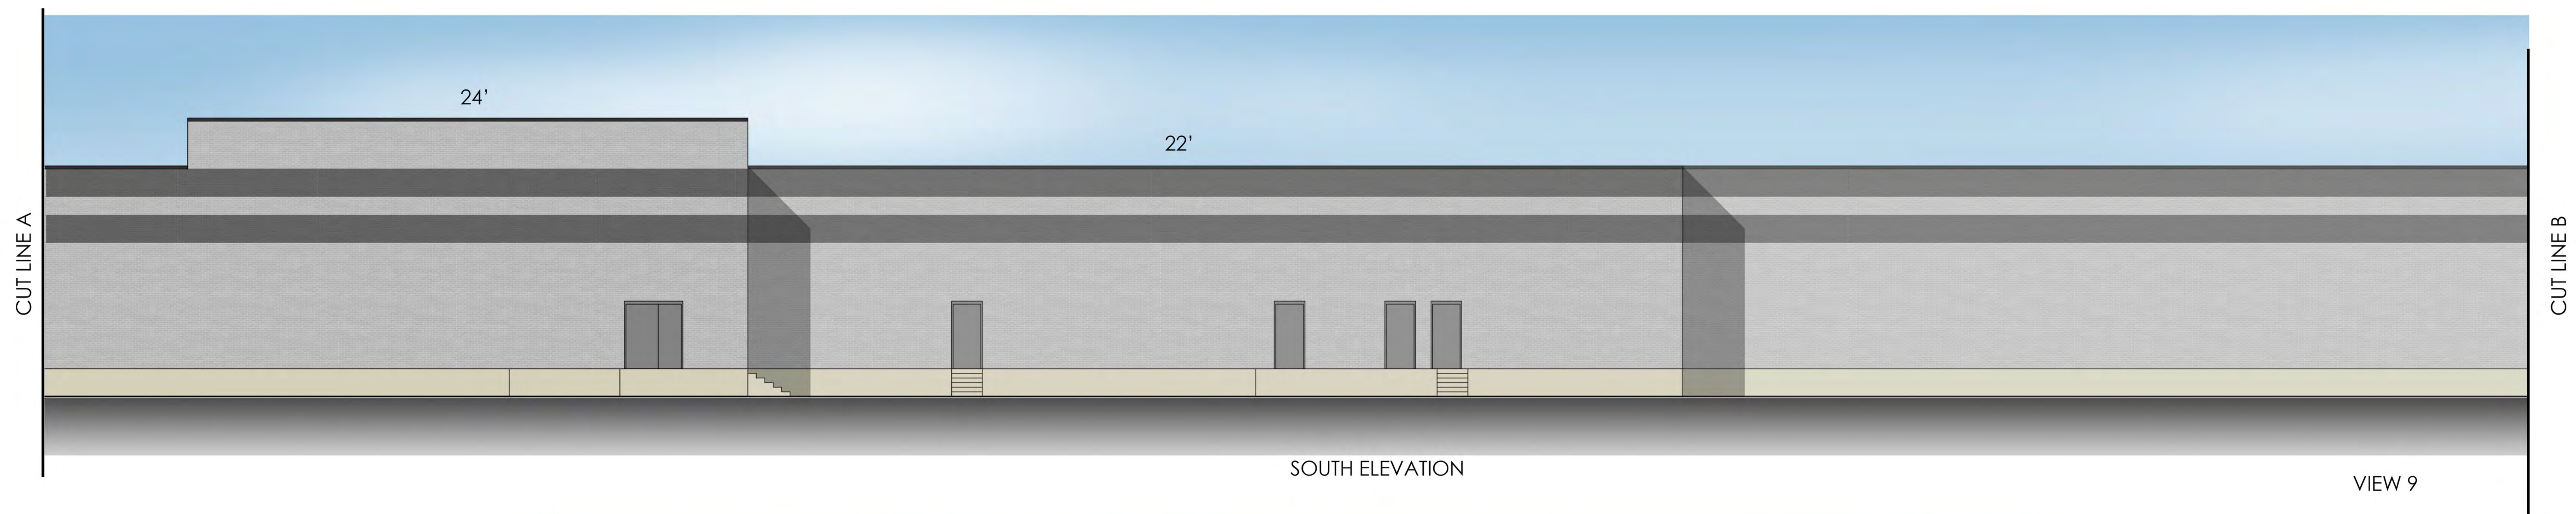 24'
22'
CUT LINE A
CUT LINE B
SOUTH ELEVATION
VIEW 9